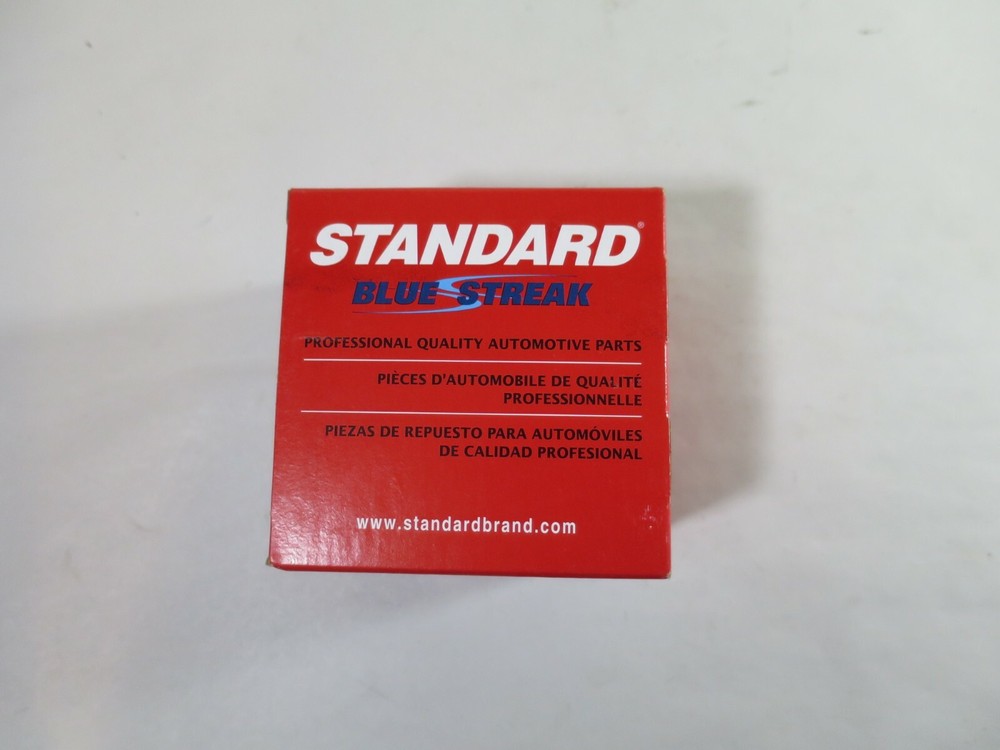 STANDARD®
BLUE STREAK
PROFESSIONAL QUALITY AUTOMOTIVE PARTS
PIÈCES D'AUTOMOBILE DE QUALITÉ
PROFESSIONNELLE
PIEZAS DE REPUESTO PARA AUTOMÓVILES
DE CALIDAD PROFESIONAL
www.standardbrand.com